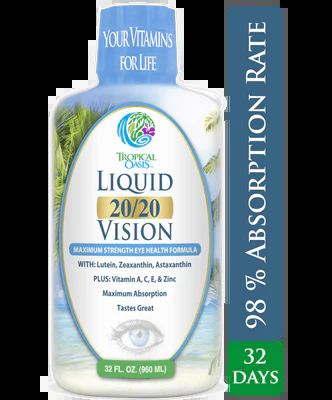 YOUR VITAMINS
FOR LIFE
TROPICAL
OASIS
LIQUID
20/20
VISION
MAXIMUM STRENGTH EYE HEALTH FORMULA
WITH: Lutein, Zeaxanthin, Astaxanthin
PLUS: Vitamin A, C, E, & Zinc
Maximum Absorption
Tastes Great
32 FL. OZ. (960 ML)
98 % ABSORPTION RATE
32
DAYS